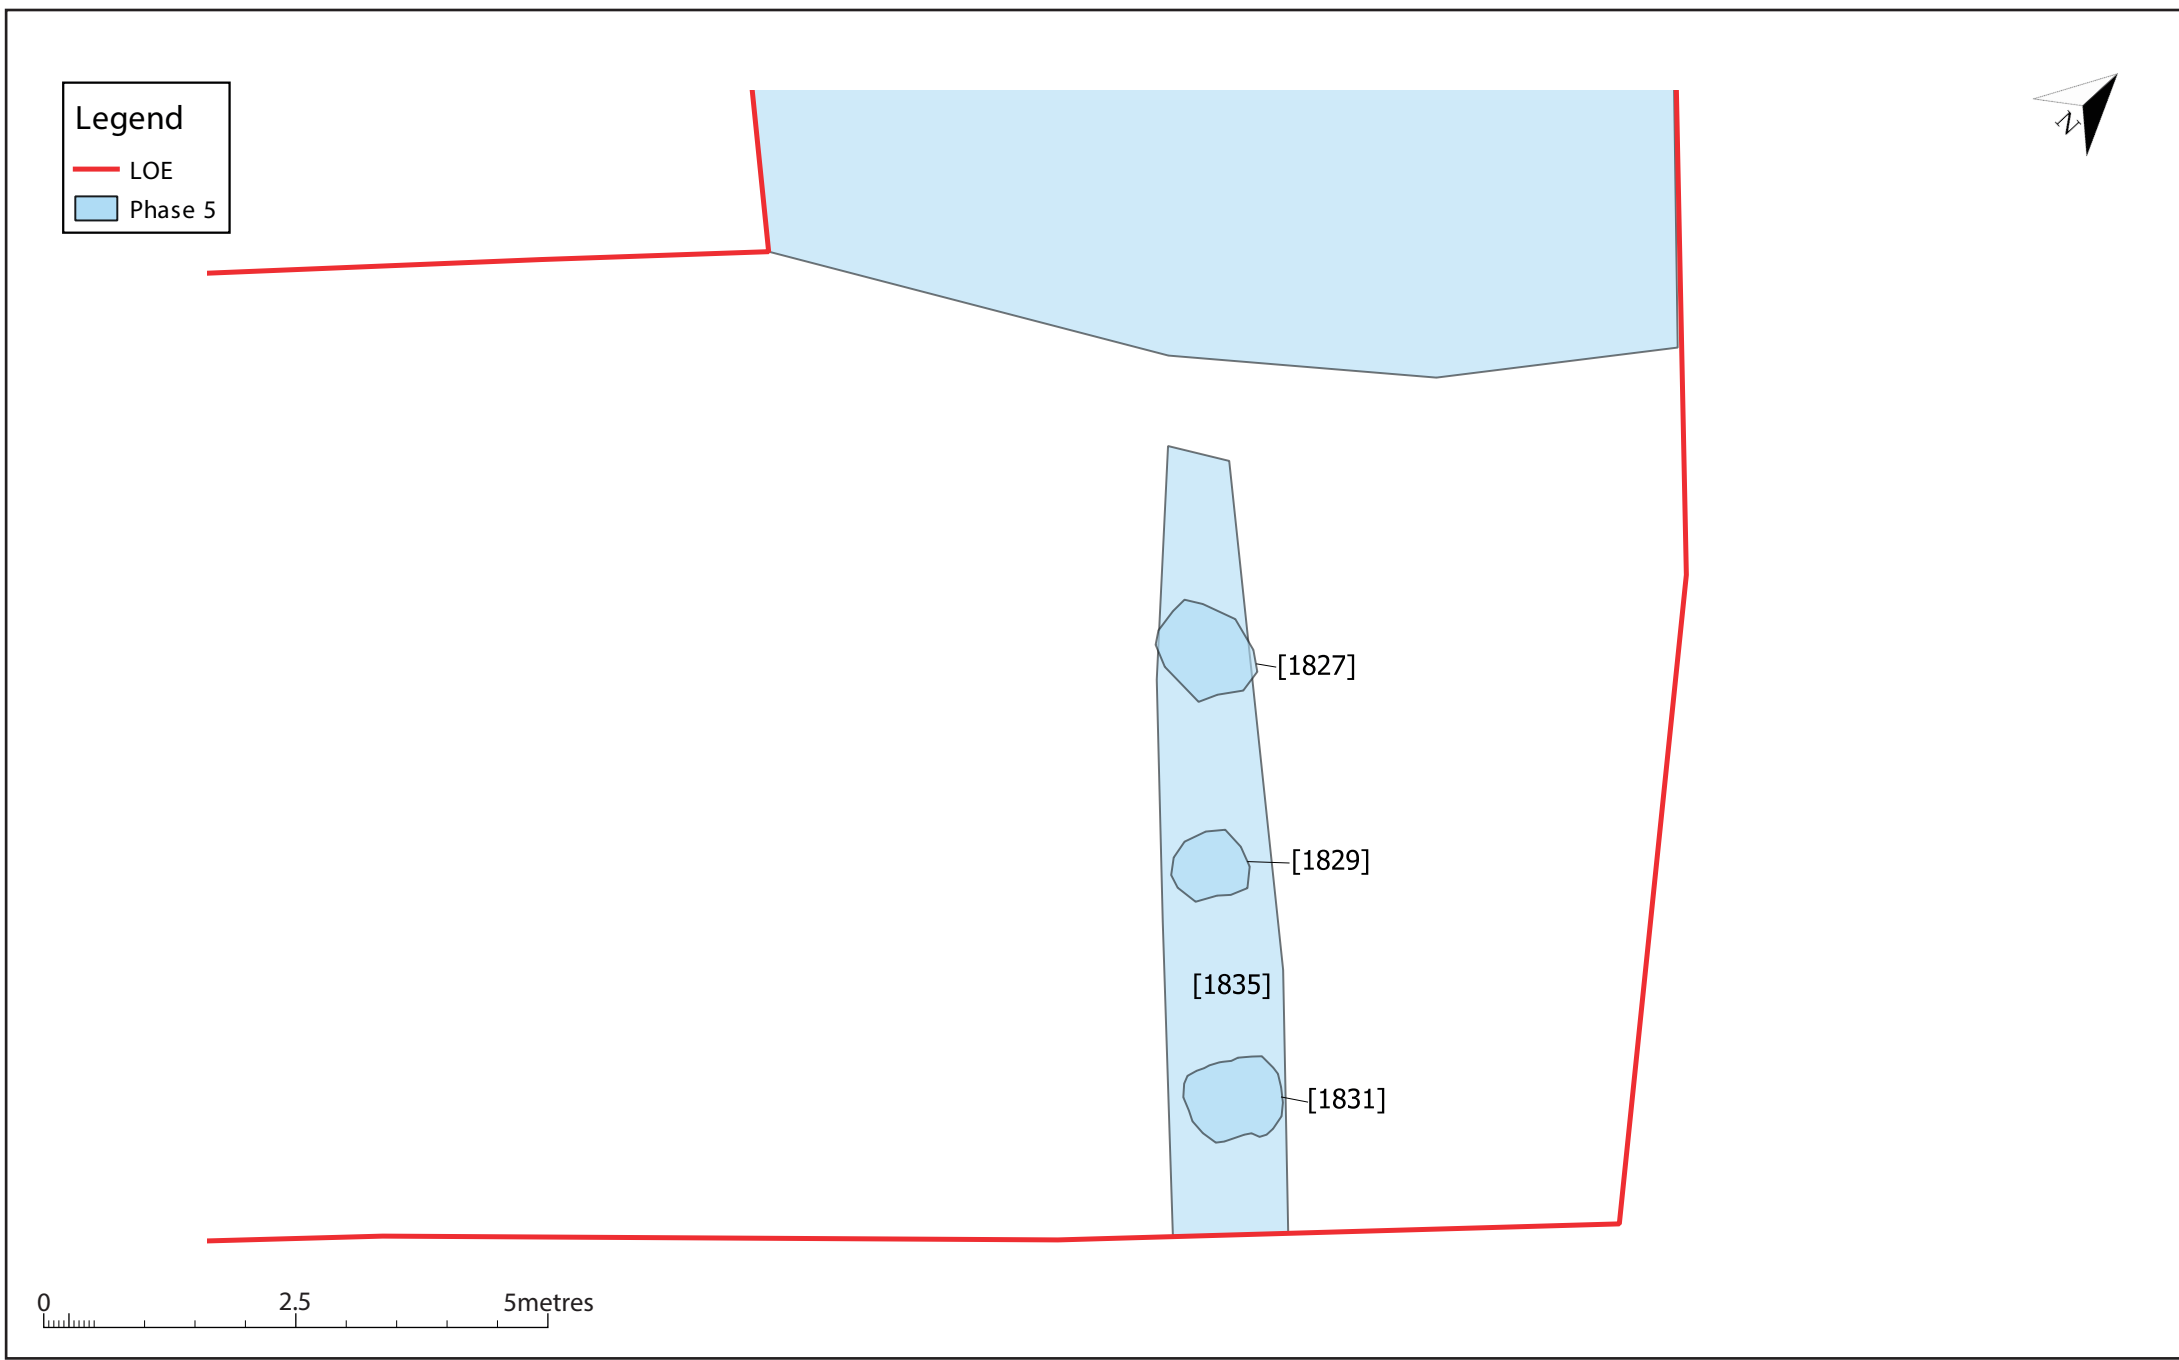 Legend
LOE
Phase 5
N
[1827]
[1829]
[1835]
[1831]
0 2.5 5metres